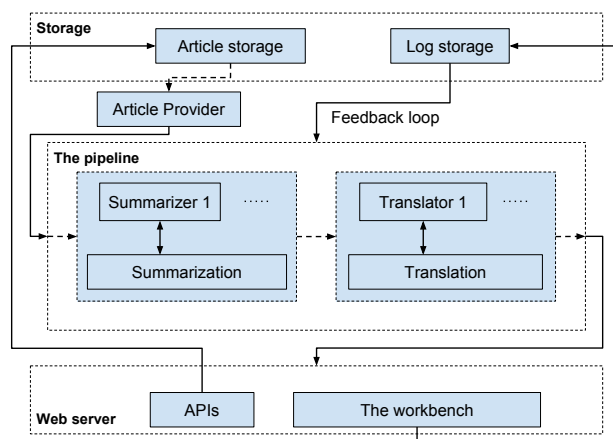 Storage
Article storage
Log storage
Article Provider
Feedback loop
The pipeline
Summarizer 1
.....
Translator 1
.....
Summarization
Translation
Web server
APIs
The workbench